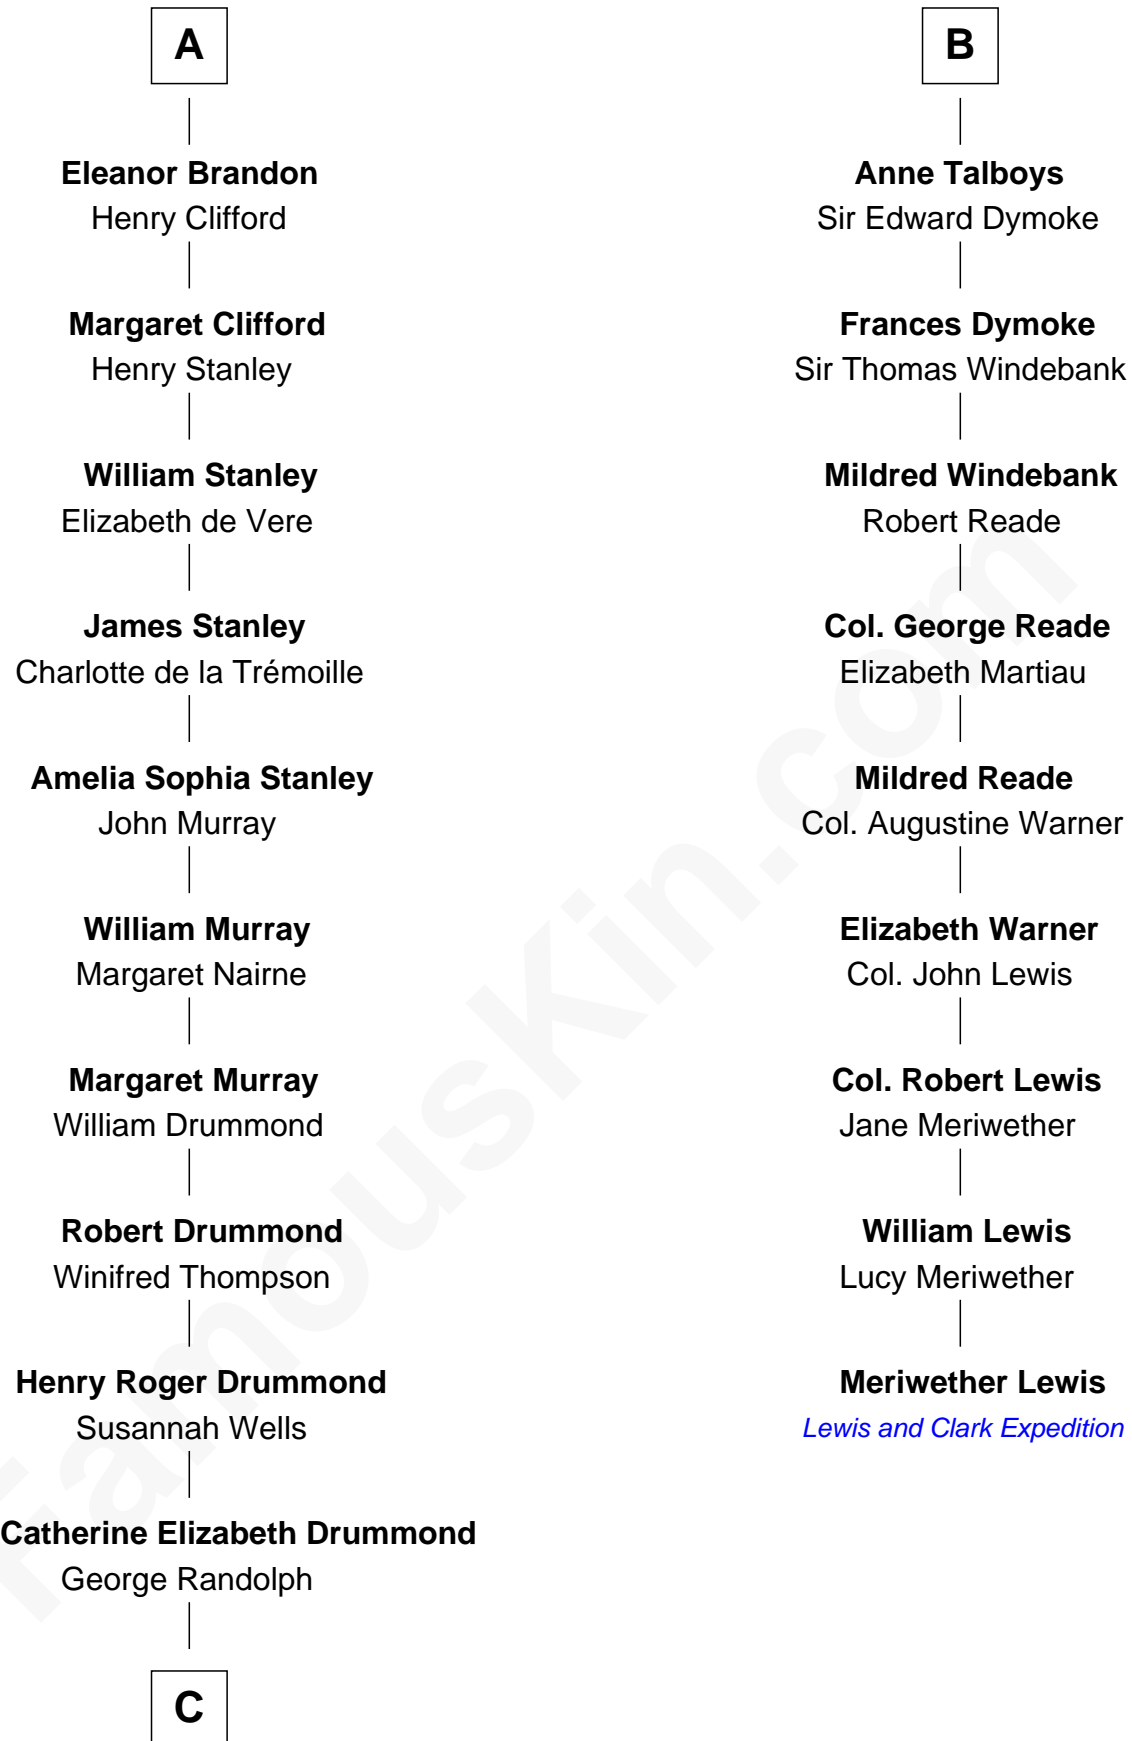 A
Eleanor Brandon
Henry Clifford
Margaret Clifford
Henry Stanley
William Stanley
Elizabeth de Vere
James Stanley
Charlotte de la Trémoille
Amelia Sophia Stanley
John Murray
William Murray
Margaret Nairne
Margaret Murray
William Drummond
Robert Drummond
Winifred Thompson
Henry Roger Drummond
Susannah Wells
Catherine Elizabeth Drummond
George Randolph
C
B
Anne Talboys
Sir Edward Dymoke
Frances Dymoke
Sir Thomas Windebank
Mildred Windebank
Robert Reade
Col. George Reade
Elizabeth Martiau
Mildred Reade
Col. Augustine Warner
Elizabeth Warner
Col. John Lewis
Col. Robert Lewis
Jane Meriwether
William Lewis
Lucy Meriwether
Meriwether Lewis
Lewis and Clark Expedition
FamousKin.com